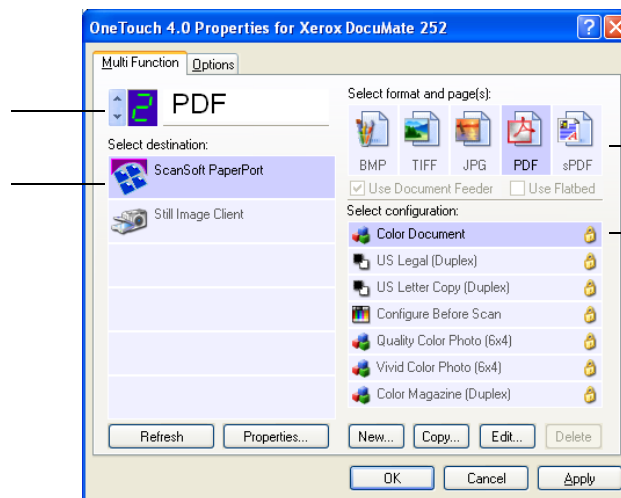 OneTouch 4.0 Properties for Xerox DocuMate 252
Multi Function Options
2 PDF
Select destination:
ScanSoft PaperPort
Still Image Client
Refresh Properties...
Select format and page(s):
BMP TIFF JPG PDF sPDF
Use Document Feeder Use Flatbed
Select configuration:
Color Document
US Legal (Duplex)
US Letter Copy (Duplex)
Configure Before Scan
Quality Color Photo (6x4)
Vivid Color Photo (6x4)
Color Magazine (Duplex)
New... Copy... Edit... Delete
OK Cancel Apply